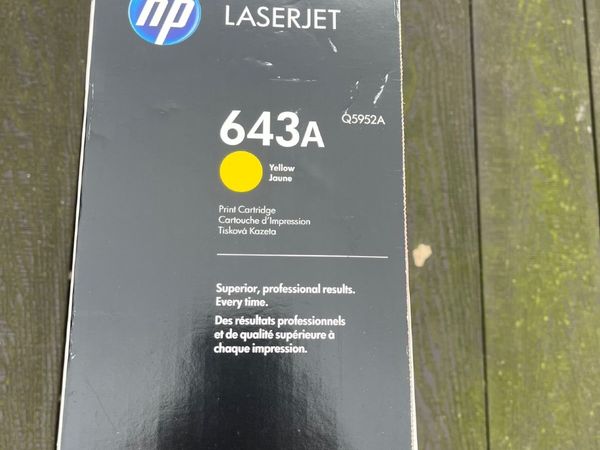 hp
LASERJET
643A
Q5952A
Yellow
Jaune
Print Cartridge
Cartouche d'Impression
Tisková Kazeta
Superior, professional results.
Every time.
Des résultats professionnels
et de qualité supérieure à
chaque impression.